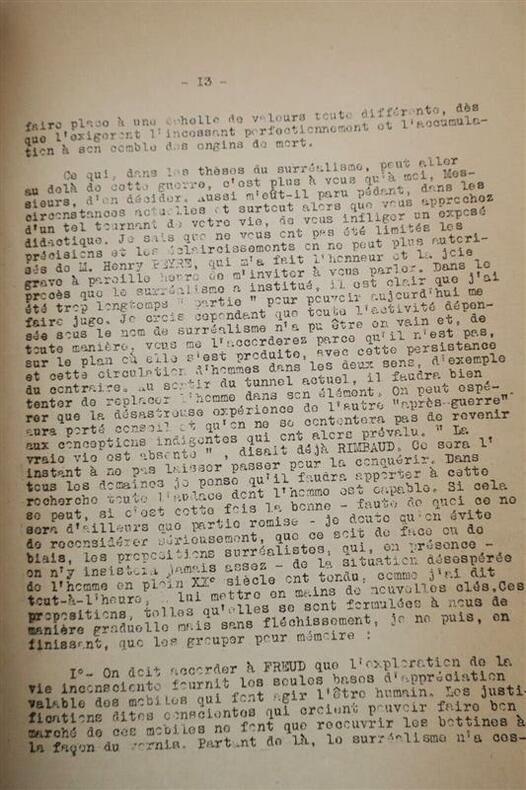 - I3 -
faire place à une échelle de valeurs toute différente, dès
que l'exigeront l'incessant perfectionnement et l'accumula-
tion à son comble des engins de mort.
Ce qui, dans les thèses du surréalisme, peut aller
au delà de cette guerre, c'est plus à vous qu'à moi, Mes-
sieurs, d'en décider. Aussi m'eût-il paru pédant, dans les
circonstances actuelles et surtout alors que vous approchez
d'un tel tournant de votre vie, de vous infliger un exposé
didactique. Je sais que ne vous ont pas été limités les
précisions et les éclaircissements on ne peut plus autori-
sés de M. Henry PEYRE, qui m'a fait l'honneur et la joie
grave à pareille heure de m'inviter à vous parler. Dans le
procès que le surréalisme a institué, il est clair que j'ai
été trop longtemps " partie " pour pouvoir aujourd'hui me
faire juge. Je crois cependant que toute l'activité dépen-
sée sous le nom de surréalisme n'a pu être en vain et, de
toute manière, vous me l'accorderez parce qu'il n'est pas,
sur le plan où elle s'est produite, avec cette persistance
et cette circulation d'hommes dans les deux sens, d'exemple
du contraire. Au sortir du tunnel actuel, il faudra bien
tenter de replacer l'homme dans son élément. On peut espé-
rer que la désastreuse expérience de l'autre "après-guerre"
aura porté conseil et qu'on ne se contentera pas de revenir
aux conceptions indigentes qui ont alors prévalu. " La
vraie vie est absente " , disait déjà RIMBAUD. Ce sera l'
instant à ne pas laisser passer pour la conquérir. Dans
tous les domaines je pense qu'il faudra apporter à cette
recherche toute l'audace dont l'homme est capable. Si cela
se peut, si c'est cette fois la bonne - faute de quoi ce ne
sera d'ailleurs que partie remise - je doute qu'on évite
de reconsidérer sérieusement, que ce soit de face ou de
biais, les propositions surréalistes, qui, en présence -
on n'y insistera jamais assez - de la situation désespérée
de l'homme en plein XX° siècle ont tendu, comme j'ai dit
tout-à-l'heure, lui mettre en mains de nouvelles clés.Ces
propositions, telles qu'elles se sont formulées à nous de
manière graduelle mais sans fléchissement, je ne puis, en
finissant, que les grouper pour mémoire :
I°- On doit accorder à FREUD que l'exploration de la
vie inconsciente fournit les seules bases d'appréciation
valable des mobiles qui font agir l'être humain. Les justi-
fications dites conscientes qui croient pouvoir faire bon
marché de ces mobiles ne font que recouvrir les bottines à
la façon du vernis. Partant de là, le surréalisme n'a ces-